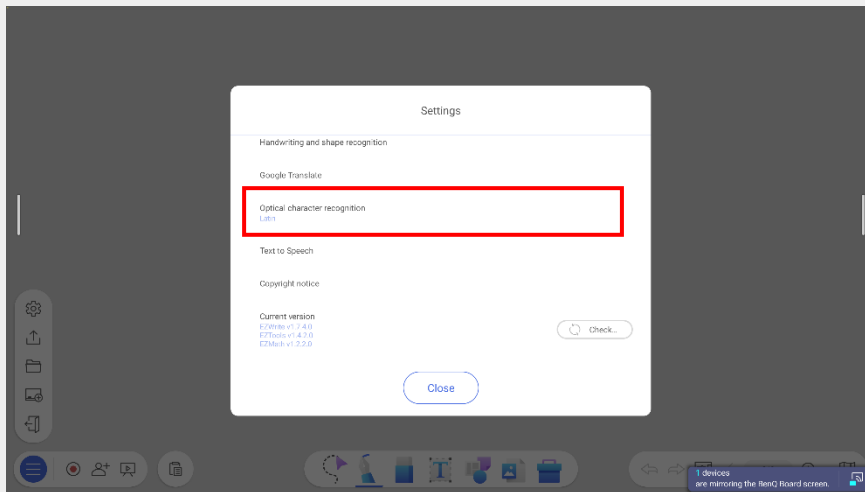 Settings
Handwriting and shape recognition
Google Translate
Optical character recognition
Latin
Text to Speech
Copyright notice
Current version
EZWrite v1.7.4.0
EZTools v1.4.2.0
EZMath v1.2.2.0
Check...
Close
T
1 devices
are mirroring the BenQ Board screen.